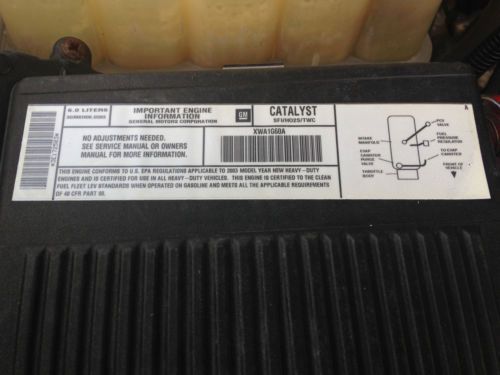 6.0 LITERS
IMPORTANT ENGINE
INFORMATION
GENERAL MOTORS CORPORATION
GM
CATALYST
SFI/HO2S/TWC
XWA1G60A
NO ADJUSTMENTS NEEDED.
SEE SERVICE MANUAL OR OWNERS
MANUAL FOR MORE INFORMATION.
THIS ENGINE CONFORMS TO U.S. EPA REGULATIONS APPLICABLE TO 2003 MODEL YEAR NEW HEAVY-DUTY
ENGINES AND IS CERTIFIED FOR USE IN ALL HEAVY-DUTY VEHICLES. THIS ENGINE IS CERTIFIED TO THE CLEAN
FUEL FLEET LEV STANDARDS WHEN OPERATED ON GASOLINE AND MEETS ALL THE APPLICABLE REQUIREMENTS
OF 40 CFR PART 88.
A
PCV
VALVE
INTAKE
MANIFOLD
FUEL
PRESSURE
REGULATOR
EVAP
CANISTER
PURGE
VALVE
TO EVAP
CANISTER
THROTTLE
BODY
FRONT OF
VEHICLE